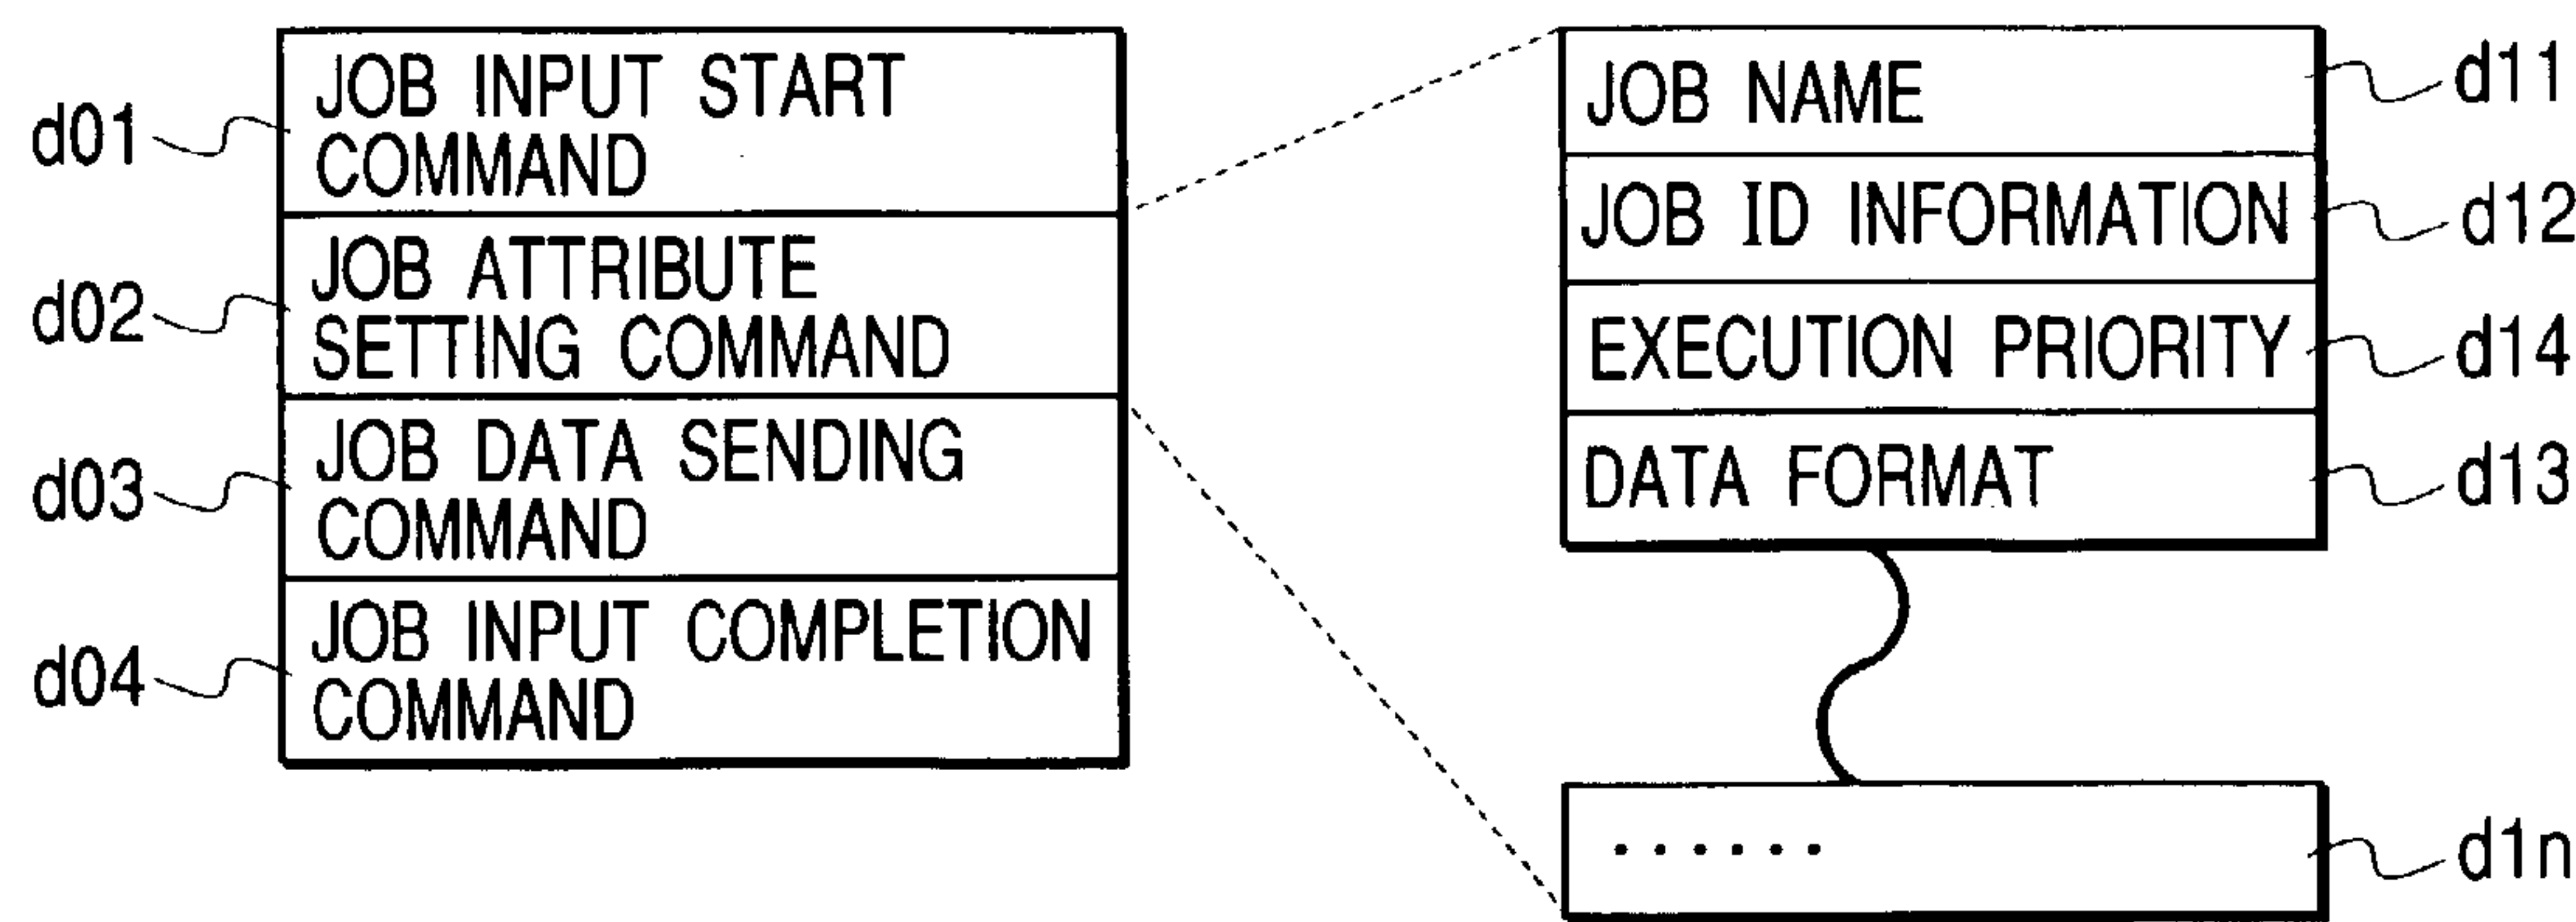 d01
JOB INPUT START
COMMAND
d02
JOB ATTRIBUTE
SETTING COMMAND
d03
JOB DATA SENDING
COMMAND
d04
JOB INPUT COMPLETION
COMMAND
JOB NAME
d11
JOB ID INFORMATION
d12
EXECUTION PRIORITY
d14
DATA FORMAT
d13
......
d1n